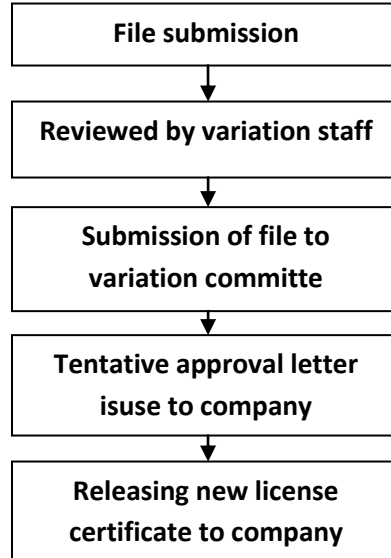 File submission
Reviewed by variation staff
Submission of file to
variation committe
Tentative approval letter
isuse to company
Releasing new license
certificate to company